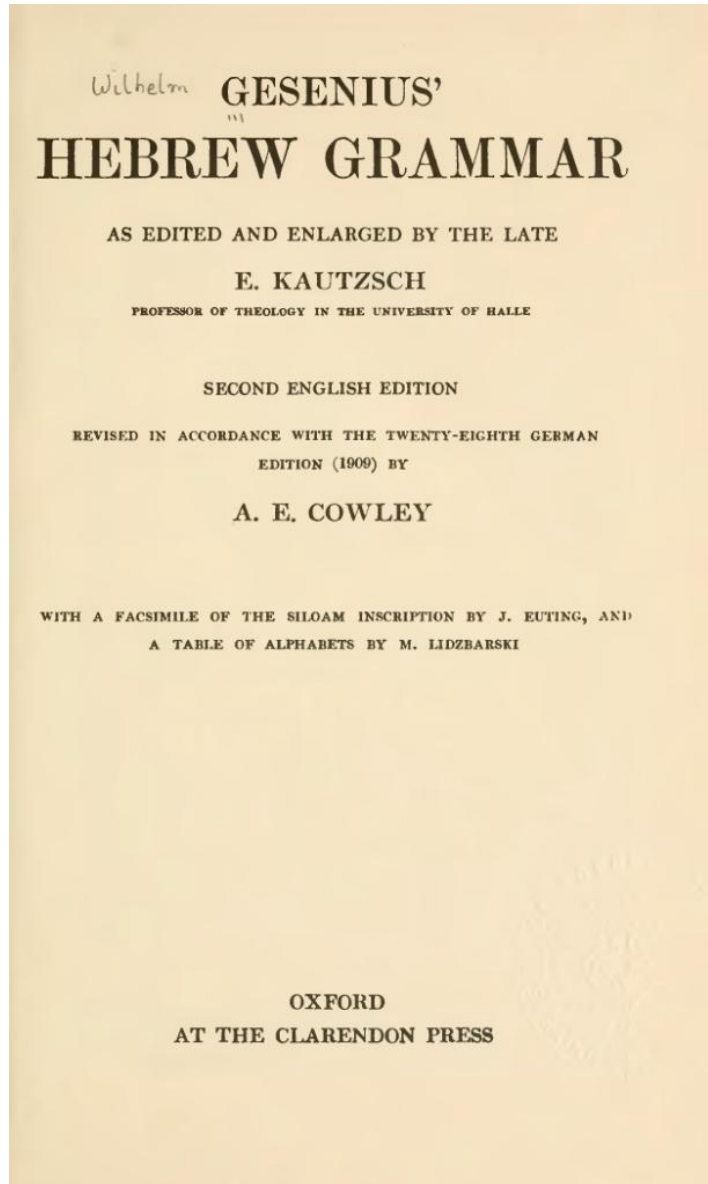 Wilhelm GESENIUS'
HEBREW GRAMMAR
AS EDITED AND ENLARGED BY THE LATE
E. KAUTZSCH
PROFESSOR OF THEOLOGY IN THE UNIVERSITY OF HALLE
SECOND ENGLISH EDITION
REVISED IN ACCORDANCE WITH THE TWENTY-EIGHTH GERMAN
EDITION (1909) BY
A. E. COWLEY
WITH A FACSIMILE OF THE SILOAM INSCRIPTION BY J. EUTING, AND
A TABLE OF ALPHABETS BY M. LIDZBARSKI
OXFORD
AT THE CLARENDON PRESS